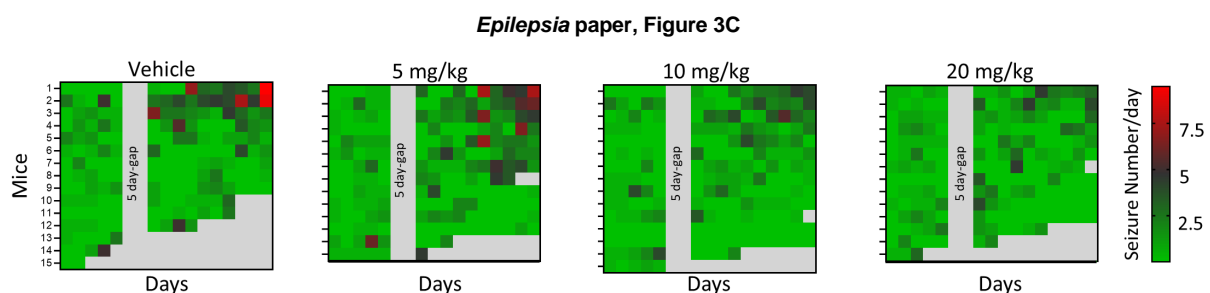 Epilepsia paper, Figure 3C
Vehicle
5 mg/kg
10 mg/kg
20 mg/kg
Mice
1
2
3
4
5
6
7
8
9
10
11
12
13
14
15
5 day-gap
5 day-gap
5 day-gap
5 day-gap
Days
Days
Days
Days
Seizure Number/day
7.5
5
2.5